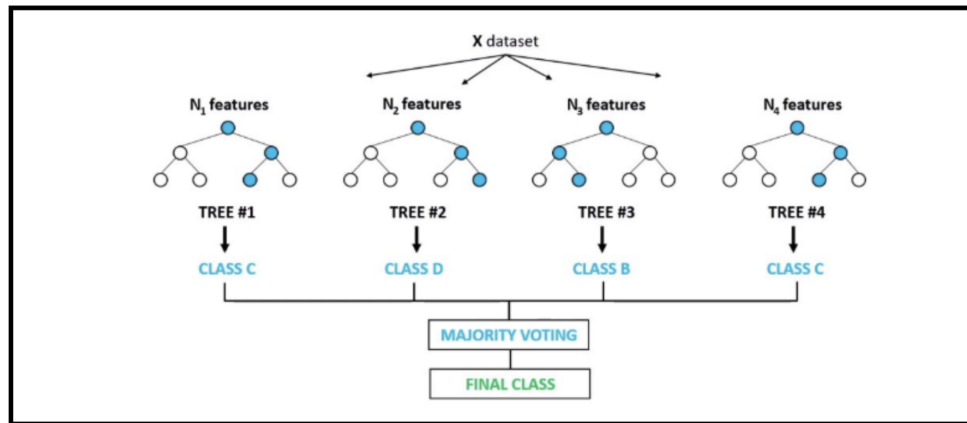 X dataset
N₁ features
N₂ features
N₃ features
N₄ features
TREE #1
TREE #2
TREE #3
TREE #4
CLASS C
CLASS D
CLASS B
CLASS C
MAJORITY VOTING
FINAL CLASS